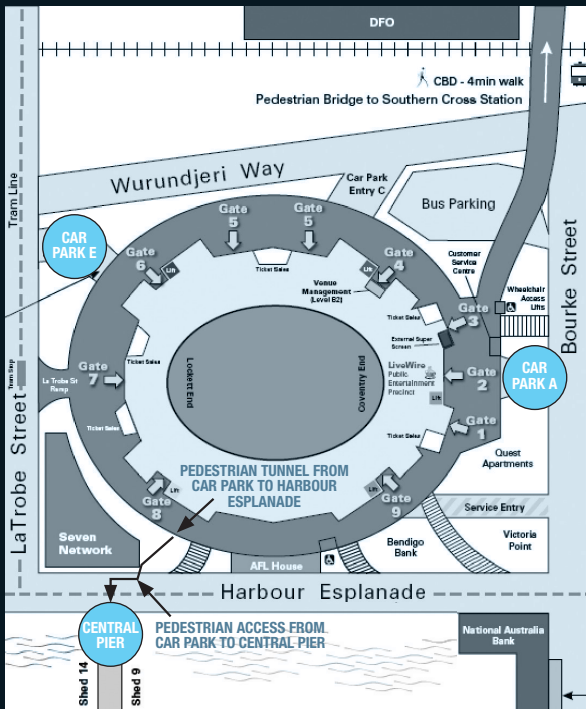 DFO
CBD - 4min walk
Pedestrian Bridge to Southern Cross Station
Tram Line
Wurundjeri Way
Car Park
Entry C
Bus Parking
CAR
PARK E
Gate
5
Gate
5
Gate
6
Lift
Ticket Sales
Lift
Gate
4
Customer
Service
Centre
Venue
Management
(Level B2)
Wheelchair
Access
Lifts
Bourke Street
Gate
3
Ticket Sales
External Super
Screen
Ticket Sales
Lockett End
Coventry End
LiveWire
Public
Entertainment
Precinct
Gate
2
CAR
PARK A
Tram Stop
La Trobe St
Ramp
Gate
7
Lift
Gate
1
Ticket Sales
Ticket Sales
Quest
Apartments
LaTrobe Street
PEDESTRIAN TUNNEL FROM
CAR PARK TO HARBOUR
ESPLANADE
Lift
Gate
8
Lift
Gate
9
Service Entry
Seven
Network
Bendigo
Bank
Victoria
Point
AFL House
Harbour Esplanade
CENTRAL
PIER
PEDESTRIAN ACCESS FROM
CAR PARK TO CENTRAL PIER
National Australia
Bank
Shed 14
Shed 9